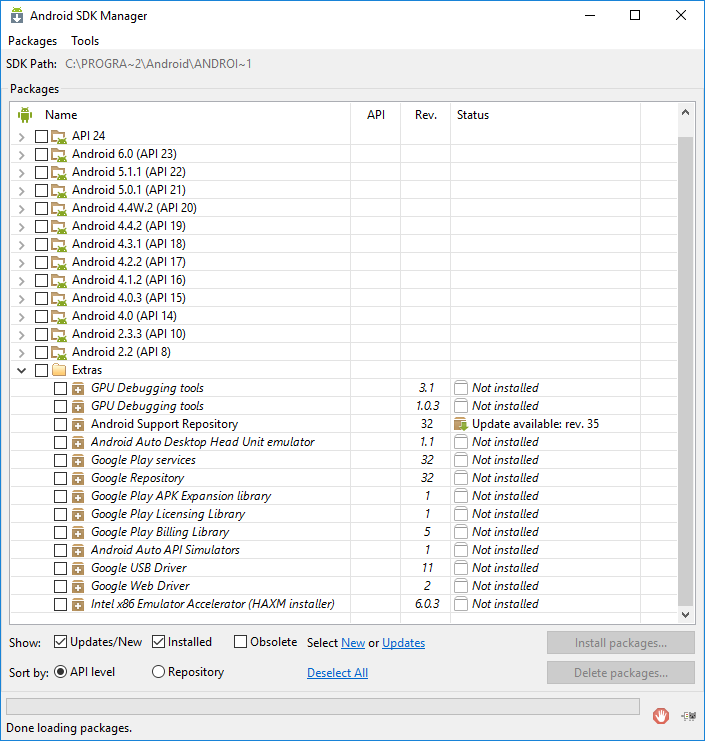 Android SDK Manager
Packages Tools
SDK Path: C:\PROGRA~2\Android\ANDROI~1
Packages
Name API Rev. Status
API 24
Android 6.0 (API 23)
Android 5.1.1 (API 22)
Android 5.0.1 (API 21)
Android 4.4W.2 (API 20)
Android 4.4.2 (API 19)
Android 4.3.1 (API 18)
Android 4.2.2 (API 17)
Android 4.1.2 (API 16)
Android 4.0.3 (API 15)
Android 4.0 (API 14)
Android 2.3.3 (API 10)
Android 2.2 (API 8)
Extras
GPU Debugging tools 3.1 Not installed
GPU Debugging tools 1.0.3 Not installed
Android Support Repository 32 Update available: rev. 35
Android Auto Desktop Head Unit emulator 1.1 Not installed
Google Play services 32 Not installed
Google Repository 32 Not installed
Google Play APK Expansion library 1 Not installed
Google Play Licensing Library 1 Not installed
Google Play Billing Library 5 Not installed
Android Auto API Simulators 1 Not installed
Google USB Driver 11 Not installed
Google Web Driver 2 Not installed
Intel x86 Emulator Accelerator (HAXM installer) 6.0.3 Not installed
Show: Updates/New Installed Obsolete Select New or Updates Install packages...
Sort by: API level Repository Deselect All Delete packages...
Done loading packages.